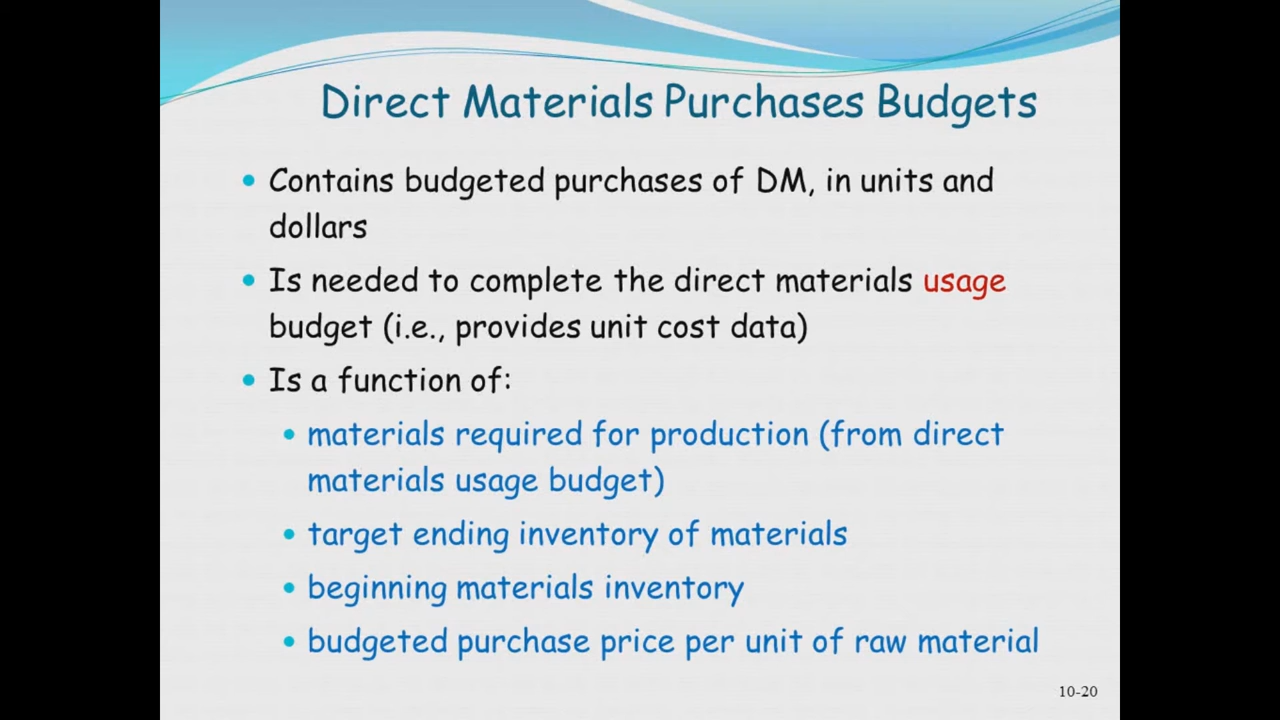 Direct Materials Purchases Budgets
• Contains budgeted purchases of DM, in units and
dollars
• Is needed to complete the direct materials usage
budget (i.e., provides unit cost data)
• Is a function of:
• materials required for production (from direct
materials usage budget)
• target ending inventory of materials
• beginning materials inventory
• budgeted purchase price per unit of raw material
10-20